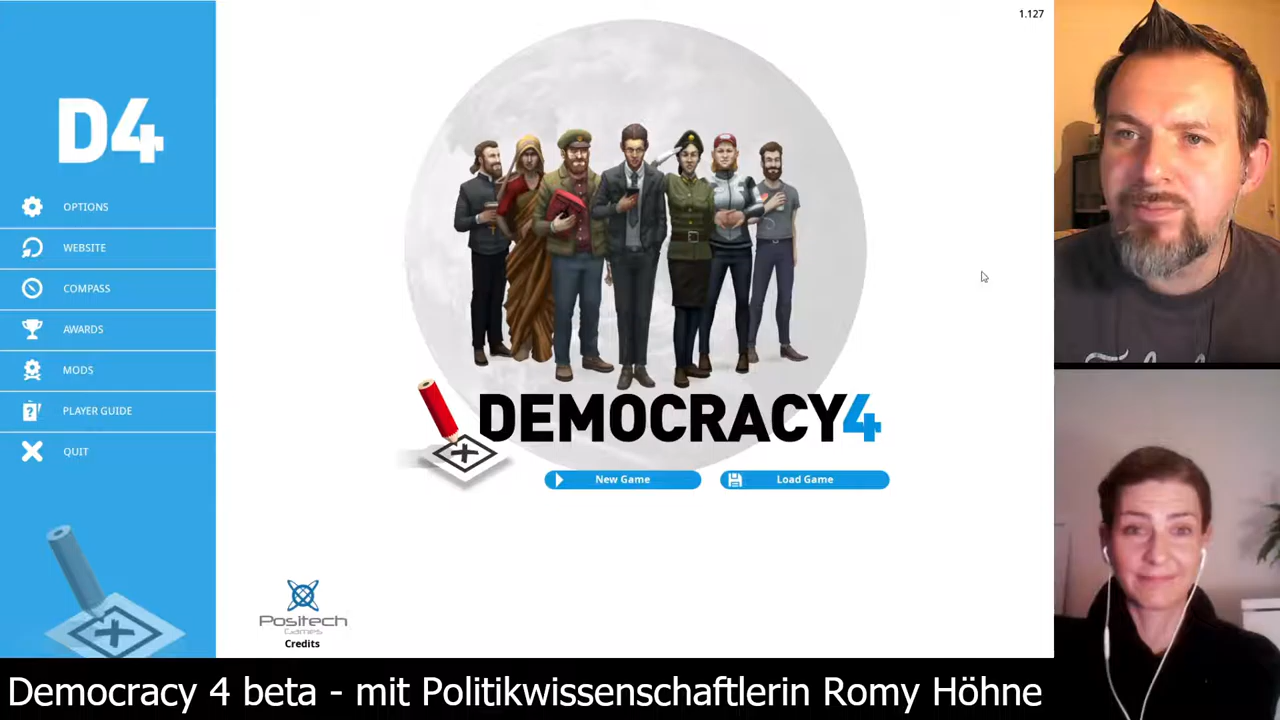 1.127
D4
OPTIONS
WEBSITE
COMPASS
AWARDS
MODS
PLAYER GUIDE
QUIT
DEMOCRACY4
New Game
Load Game
Positech
Games
Credits
Democracy 4 beta - mit Politikwissenschaftlerin Romy Höhne